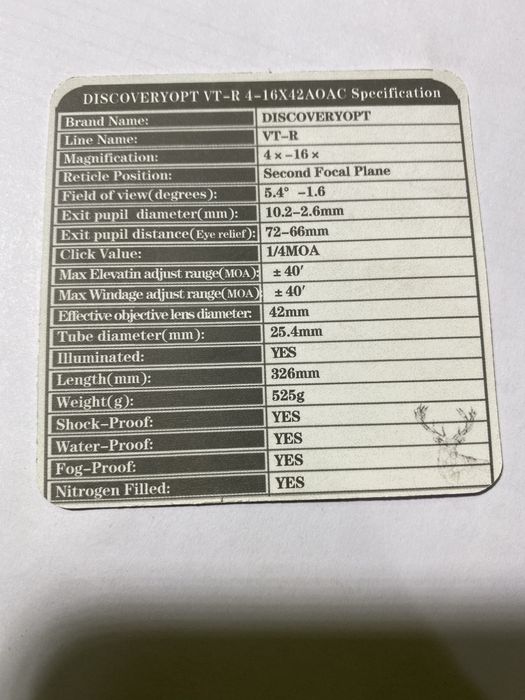 DISCOVERYOPT VT-R 4-16X42AOAC Specification
Brand Name: DISCOVERYOPT
Line Name: VT-R
Magnification: 4×-16×
Reticle Position: Second Focal Plane
Field of view(degrees): 5.4° -1.6
Exit pupil diameter(mm): 10.2-2.6mm
Exit pupil distance(Eye relief): 72-66mm
Click Value: 1/4MOA
Max Elevatin adjust range(MOA): ±40′
Max Windage adjust range(MOA): ±40′
Effective objective lens diameter: 42mm
Tube diameter(mm): 25.4mm
Illuminated: YES
Length(mm): 326mm
Weight(g): 525g
Shock-Proof: YES
Water-Proof: YES
Fog-Proof: YES
Nitrogen Filled: YES